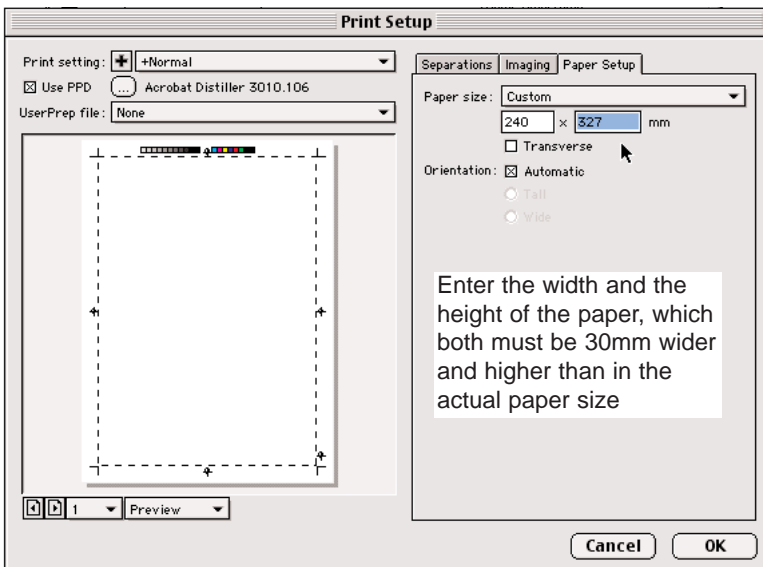 Print Setup
Print setting: +Normal
Use PPD (...) Acrobat Distiller 3010.106
UserPrep file: None
1 Preview
Separations Imaging Paper Setup
Paper size: Custom
240 × 327 mm
Transverse
Orientation: Automatic
Tall
Wide
Enter the width and the
height of the paper, which
both must be 30mm wider
and higher than in the
actual paper size
Cancel OK